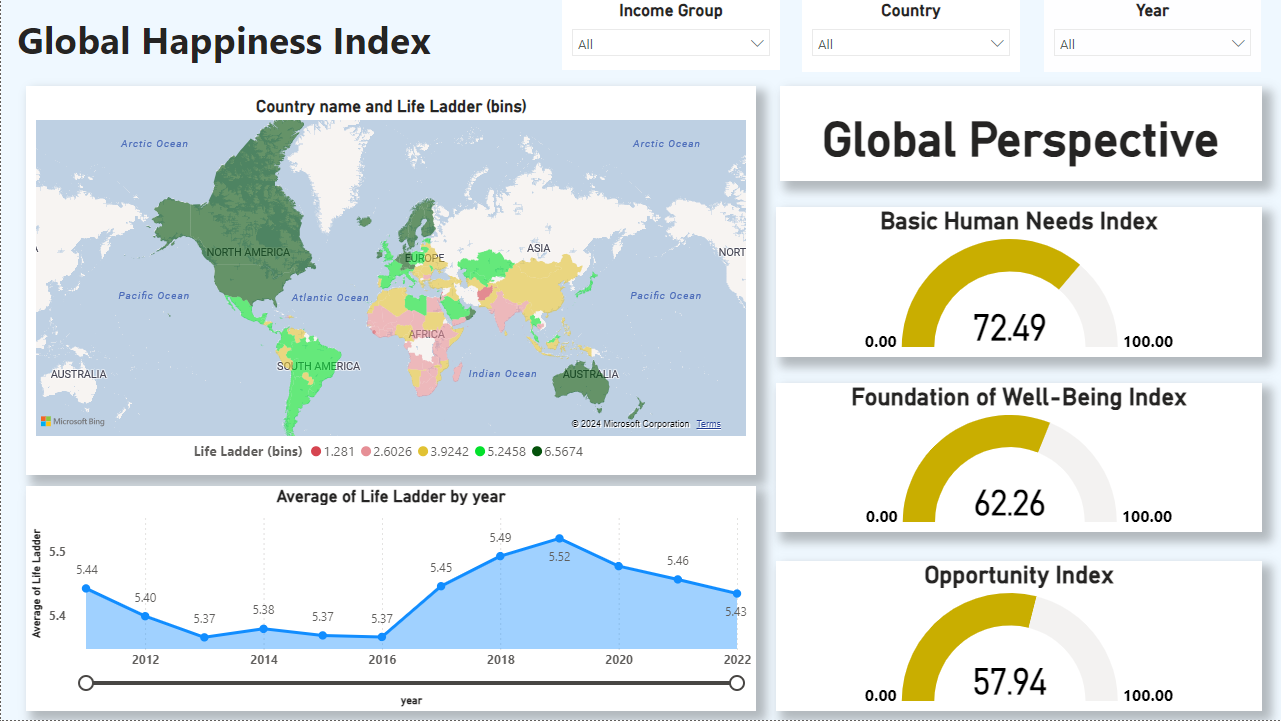 Global Happiness Index
Income Group
All
Country
All
Year
All
Country name and Life Ladder (bins)
Arctic Ocean
Arctic Ocean
NORTH AMERICA
EUROPE
ASIA
NORT
Pacific Ocean
Atlantic Ocean
Pacific Ocean
AFRICA
SOUTH AMERICA
AUSTRALIA
Indian Ocean
AUSTRALIA
Microsoft Bing
© 2024 Microsoft Corporation Terms
Life Ladder (bins) 1.281 2.6026 3.9242 5.2458 6.5674
Average of Life Ladder by year
Average of Life Ladder
5.5
5.4
5.44
5.40
5.37
5.38
5.37
5.37
5.45
5.49
5.52
5.46
5.43
2012 2014 2016 2018 2020 2022
year
Global Perspective
Basic Human Needs Index
72.49
0.00 100.00
Foundation of Well-Being Index
62.26
0.00 100.00
Opportunity Index
57.94
0.00 100.00